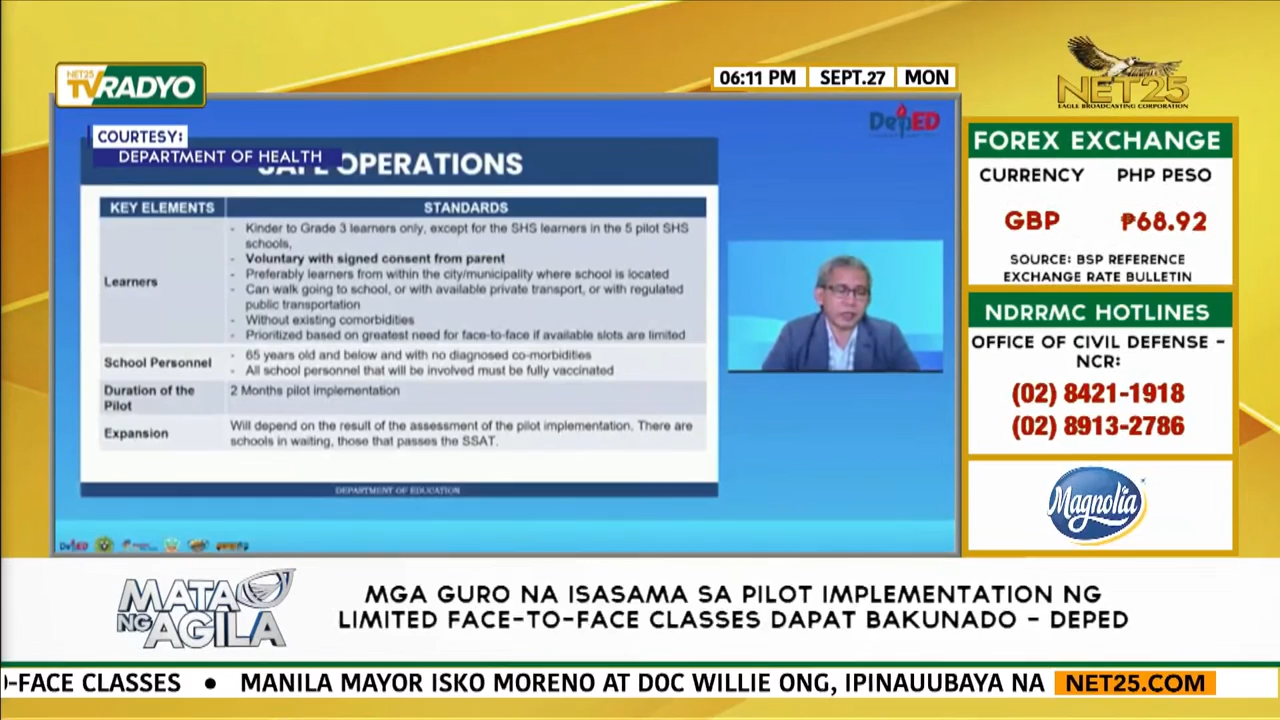 NET25
TVRADYO
06:11 PM
SEPT.27
MON
NET25
EAGLE BROADCASTING CORPORATION
COURTESY:
DEPARTMENT OF HEALTH
OPERATIONS
DepED
KEY ELEMENTS
STANDARDS
Learners
- Kinder to Grade 3 learners only, except for the SHS learners in the 5 pilot SHS
schools,
- Voluntary with signed consent from parent
- Preferably learners from within the city/municipality where school is located
- Can walk going to school, or with available private transport, or with regulated
public transportation
- Without existing comorbidities
- Prioritized based on greatest need for face-to-face if available slots are limited
School Personnel
- 65 years old and below and with no diagnosed co-morbidities
- All school personnel that will be involved must be fully vaccinated
Duration of the
Pilot
2 Months pilot implementation
Expansion
Will depend on the result of the assessment of the pilot implementation. There are
schools in waiting, those that passes the SSAT.
DEPARTMENT OF EDUCATION
DepED
FOREX EXCHANGE
CURRENCY
PHP PESO
GBP
₱68.92
SOURCE: BSP REFERENCE
EXCHANGE RATE BULLETIN
NDRRMC HOTLINES
OFFICE OF CIVIL DEFENSE -
NCR:
(02) 8421-1918
(02) 8913-2786
Magnolia
MATA
NG
AGILA
MGA GURO NA ISASAMA SA PILOT IMPLEMENTATION NG
LIMITED FACE-TO-FACE CLASSES DAPAT BAKUNADO - DEPED
-FACE CLASSES • MANILA MAYOR ISKO MORENO AT DOC WILLIE ONG, IPINAUUBAYA NA
NET25.COM